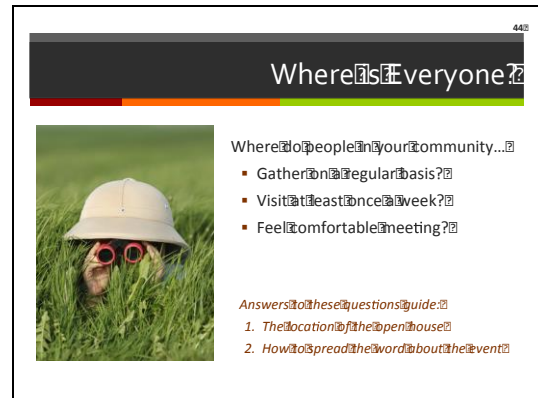 44
Where Is Everyone?
Where do people in your community...
▪ Gather on a regular basis?
▪ Visit at least once a week?
▪ Feel comfortable meeting?
Answers to these questions guide:
1. The location of the open house
2. How to spread the word about the event